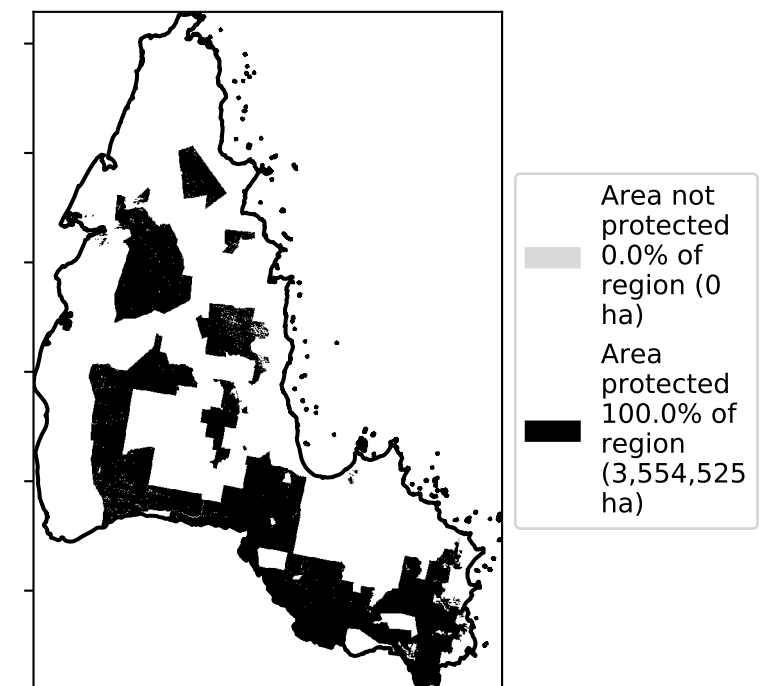 Area not
protected
0.0% of
region (0
ha)
Area
protected
100.0% of
region
(3,554,525
ha)